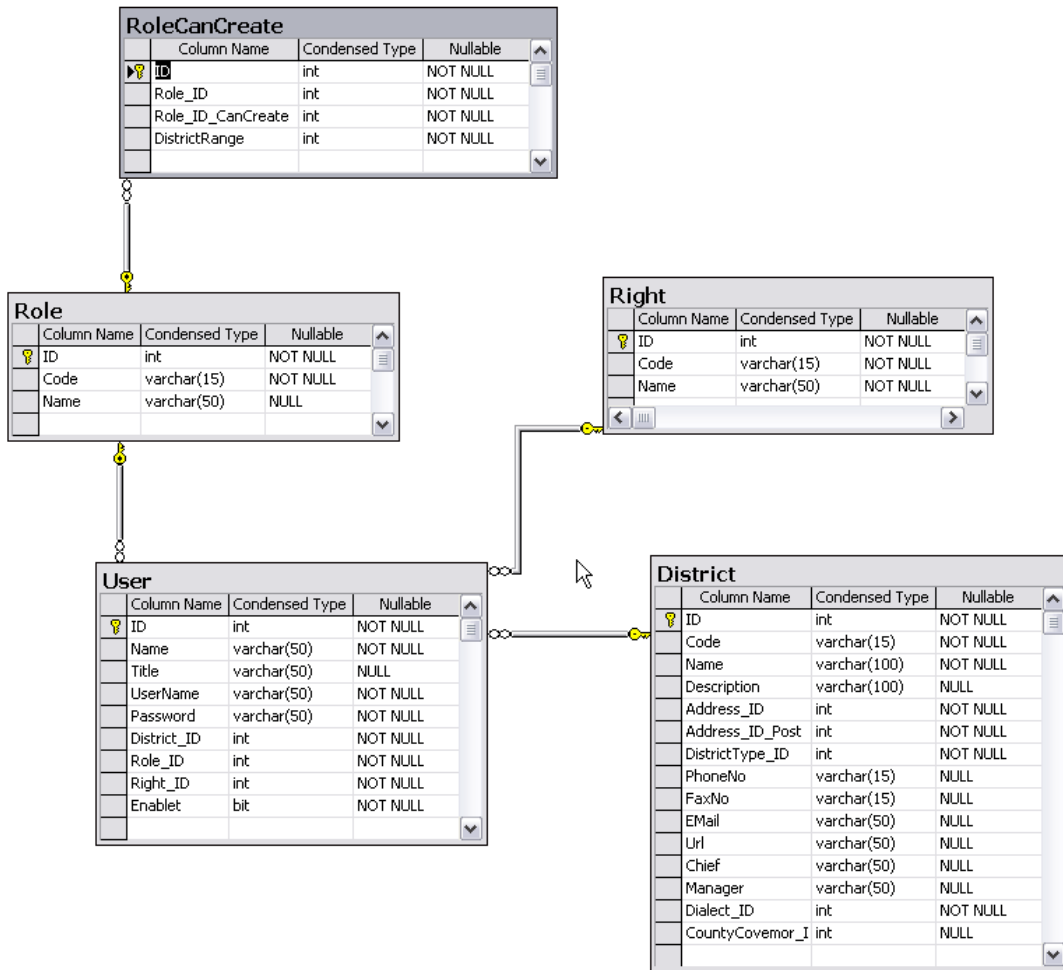 RoleCanCreate
Column Name Condensed Type Nullable
ID int NOT NULL
Role_ID int NOT NULL
Role_ID_CanCreate int NOT NULL
DistrictRange int NOT NULL
Role
Column Name Condensed Type Nullable
ID int NOT NULL
Code varchar(15) NOT NULL
Name varchar(50) NULL
Right
Column Name Condensed Type Nullable
ID int NOT NULL
Code varchar(15) NOT NULL
Name varchar(50) NOT NULL
User
Column Name Condensed Type Nullable
ID int NOT NULL
Name varchar(50) NOT NULL
Title varchar(50) NULL
UserName varchar(50) NOT NULL
Password varchar(50) NOT NULL
District_ID int NOT NULL
Role_ID int NOT NULL
Right_ID int NOT NULL
Enablet bit NOT NULL
District
Column Name Condensed Type Nullable
ID int NOT NULL
Code varchar(15) NOT NULL
Name varchar(100) NOT NULL
Description varchar(100) NULL
Address_ID int NOT NULL
Address_ID_Post int NOT NULL
DistrictType_ID int NOT NULL
PhoneNo varchar(15) NULL
FaxNo varchar(15) NULL
EMail varchar(50) NULL
Url varchar(50) NULL
Chief varchar(50) NULL
Manager varchar(50) NULL
Dialect_ID int NOT NULL
CountyCovemor_I int NULL